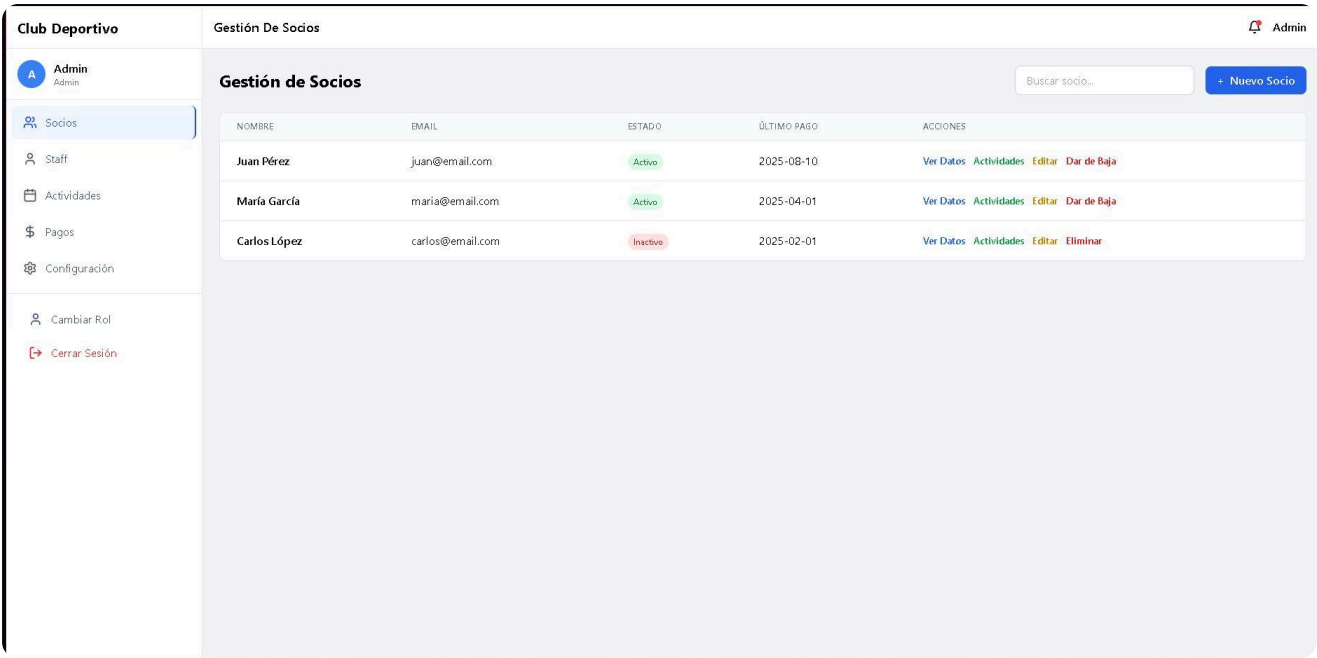 Club Deportivo
Gestión De Socios
Admin
A
Admin
Admin
Socios
Staff
Actividades
Pagos
Configuración
Cambiar Rol
Cerrar Sesión
Gestión de Socios
Buscar socio...
+ Nuevo Socio
NOMBRE EMAIL ESTADO ÚLTIMO PAGO ACCIONES
Juan Pérez juan@email.com Activo 2025-08-10 Ver Datos Actividades Editar Dar de Baja
María García maria@email.com Activo 2025-04-01 Ver Datos Actividades Editar Dar de Baja
Carlos López carlos@email.com Inactivo 2025-02-01 Ver Datos Actividades Editar Eliminar